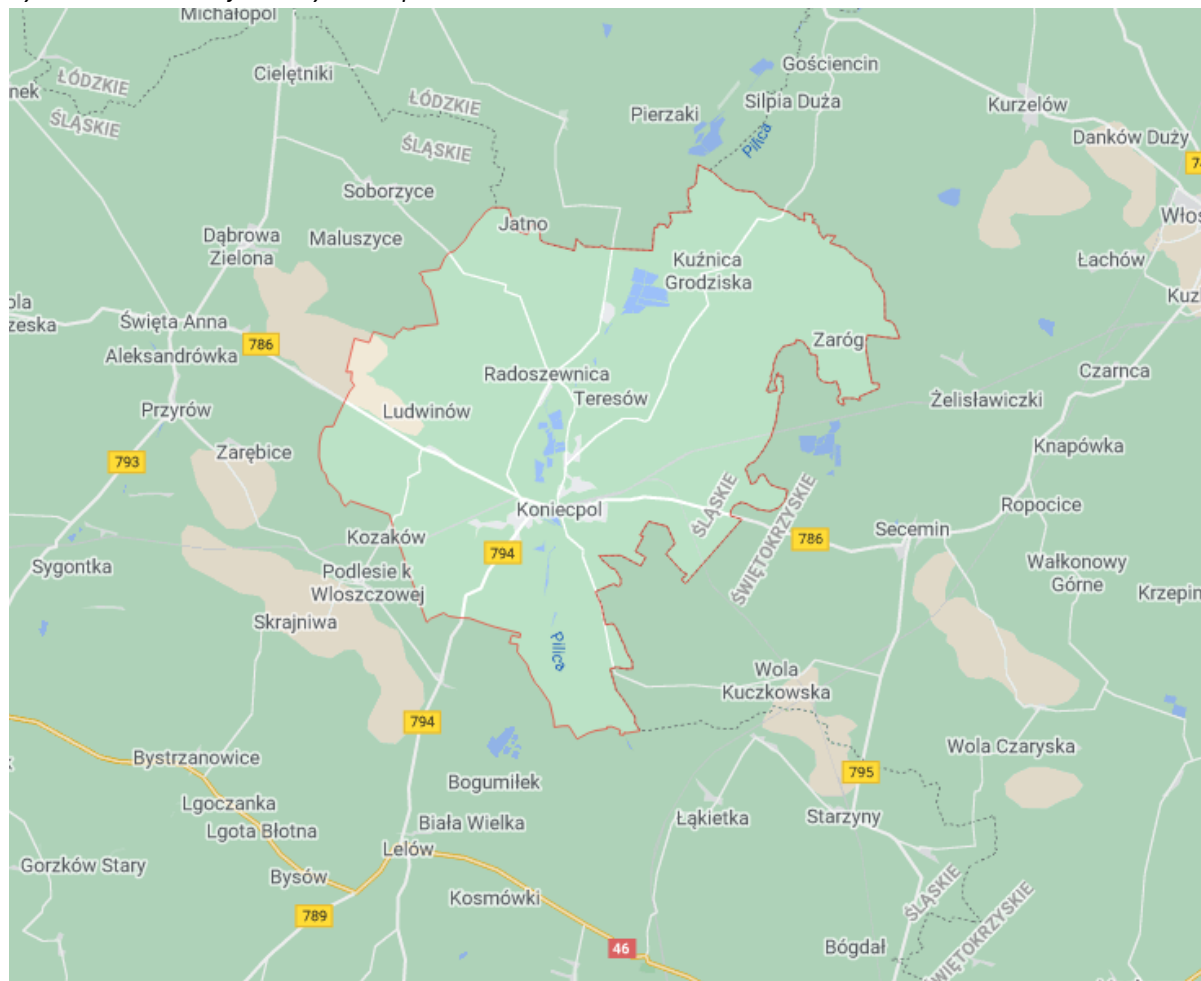 Michałopol
Gościencin
Cielętniki
ŁÓDZKIE
nek
ŁÓDZKIE
Silpia Duża
Kurzelów
Pierzaki
ŚLĄSKIE
Pilica
Danków Duży
ŚLĄSKIE
Soborzyce
Włos
Jatno
Dąbrowa
Zielona
Maluszyce
Kuźnica
Grodziska
Łachów
Święta Anna
zeska
Aleksandrówka
786
Zaróg
Radoszewnica
Czarnca
Teresów
Żelisławiczki
Przyrów
Ludwinów
Zarębice
Knapówka
793
ŚLĄSKIE
Koniecpol
Ropocice
ŚWIĘTOKRZYSKIE
Secemin
Kozaków
786
794
Sygontka
Podlesie k
Wloszczowej
Wałkonowy
Górne
Krzepin
Skrajniwa
Pilica
Wola
Kuczkowska
794
Wola Czaryska
Bystrzanowice
795
Bogumiłek
Lgoczanka
Łąkietka
Starzyny
Biała Wielka
Lgota Błotna
Lelów
Gorzków Stary
Bysów
ŚLĄSKIE
Kosmówki
789
46
Bógdał
ŚWIĘTOKRZYSKIE